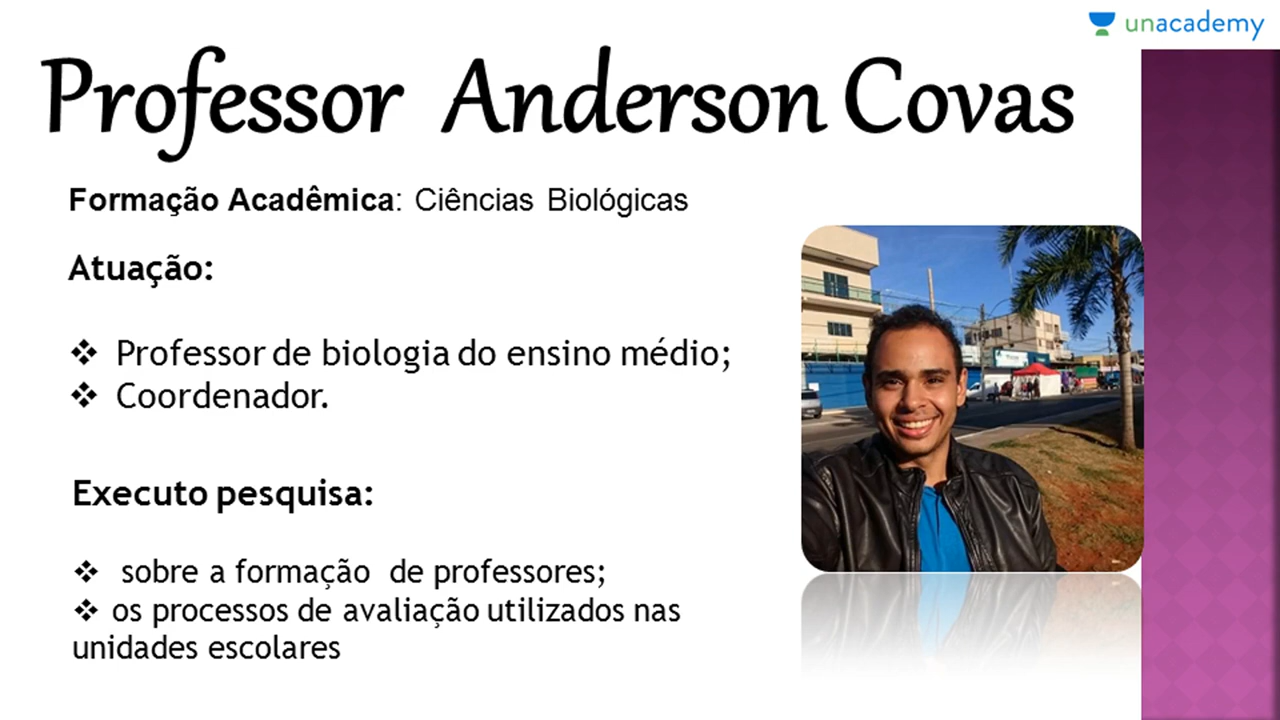 unacademy
Professor Anderson Covas
Formação Acadêmica: Ciências Biológicas
Atuação:
❖ Professor de biologia do ensino médio;
❖ Coordenador.
Executo pesquisa:
❖ sobre a formação de professores;
❖ os processos de avaliação utilizados nas
unidades escolares